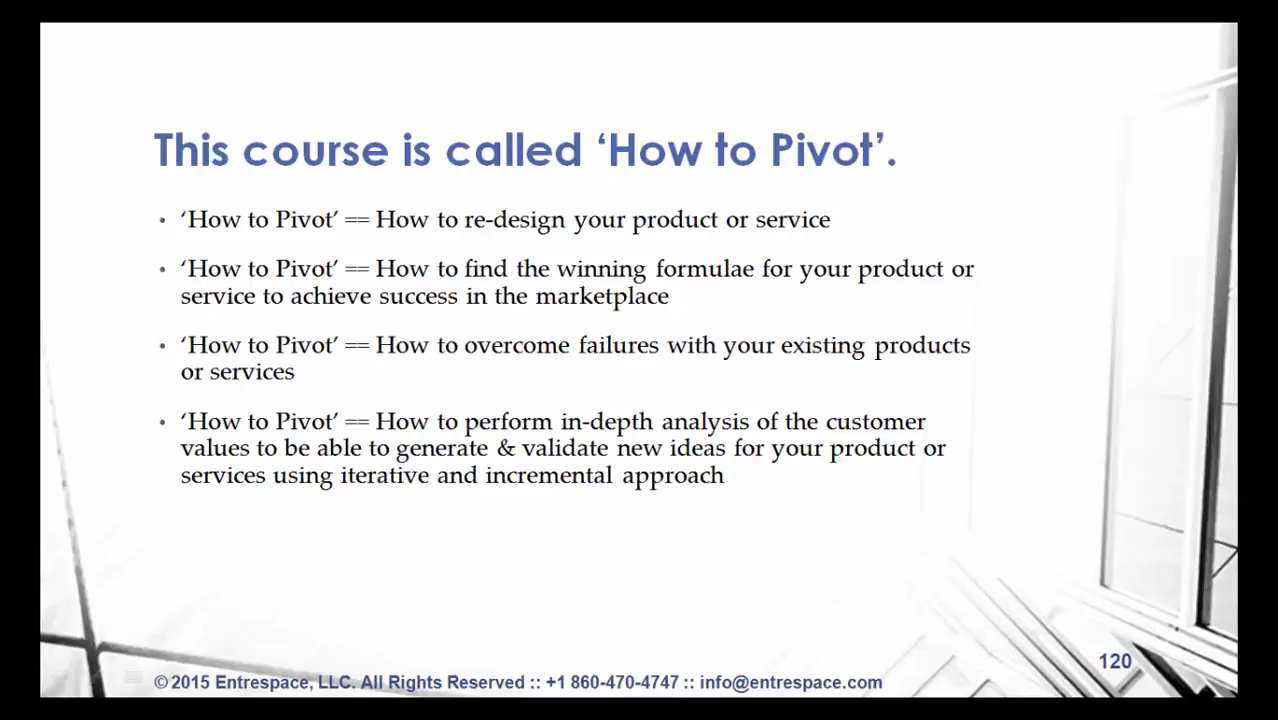 This course is called ‘How to Pivot’.
• ‘How to Pivot’ == How to re-design your product or service
• ‘How to Pivot’ == How to find the winning formulae for your product or
service to achieve success in the marketplace
• ‘How to Pivot’ == How to overcome failures with your existing products
or services
• ‘How to Pivot’ == How to perform in-depth analysis of the customer
values to be able to generate & validate new ideas for your product or
services using iterative and incremental approach
120
© 2015 Entrespace, LLC. All Rights Reserved :: +1 860-470-4747 :: info@entrespace.com